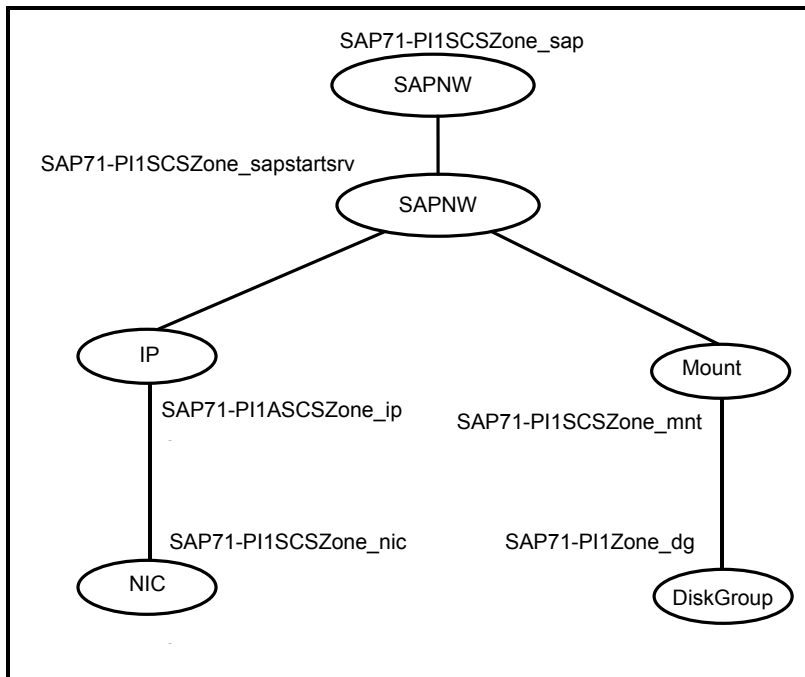 SAP71-PI1SCSZone_sap
SAPNW
SAP71-PI1SCSZone_sapstartsrv
SAPNW
IP
Mount
SAP71-PI1ASCSZone_ip
SAP71-PI1SCSZone_mnt
SAP71-PI1SCSZone_nic
SAP71-PI1Zone_dg
NIC
DiskGroup